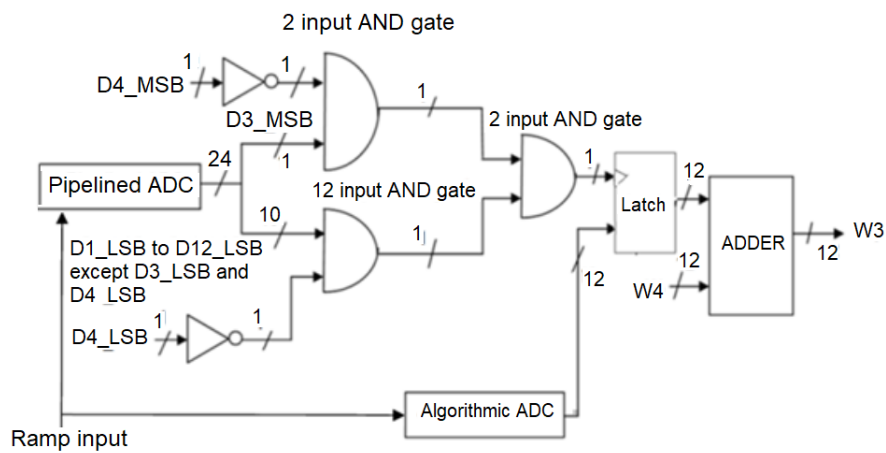 2 input AND gate
1
1
D4_MSB
D3_MSB
1
1
2 input AND gate
24
Pipelined ADC
12 input AND gate
1
12
Latch
10
1
D1_LSB to D12_LSB
except D3_LSB and
D4_LSB
ADDER
W3
12
12
12
W4
1
1
D4_LSB
Algorithmic ADC
Ramp input